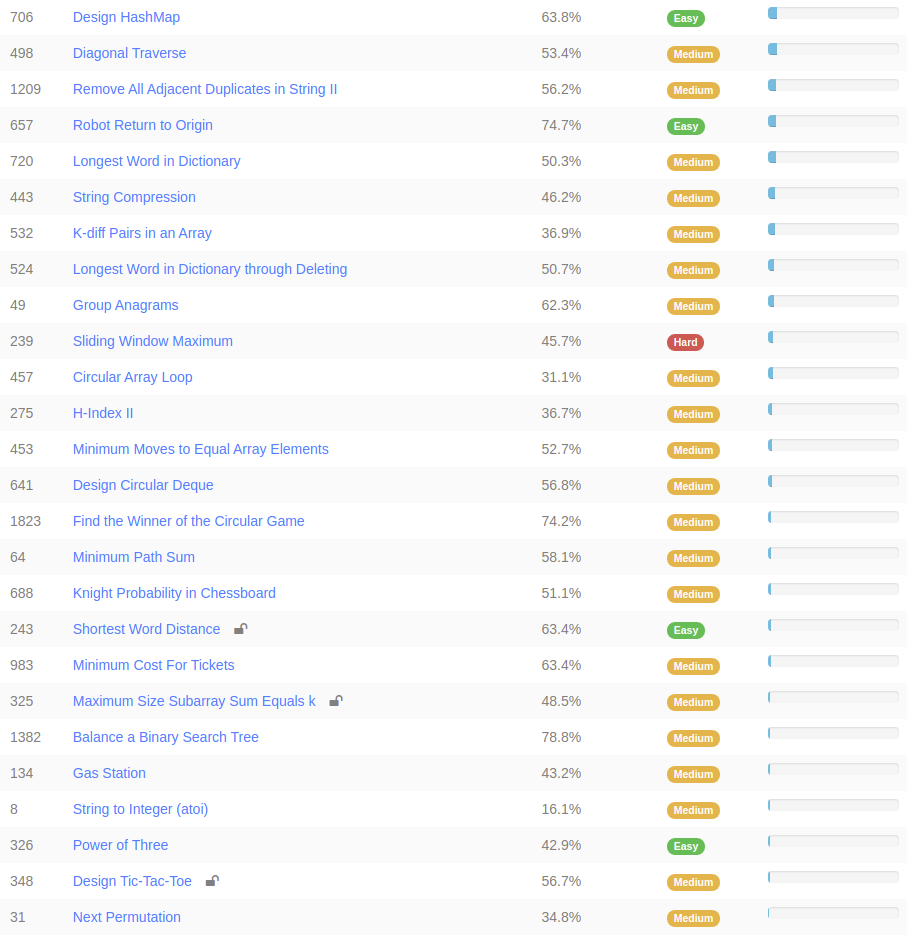 706 Design HashMap 63.8% Easy
498 Diagonal Traverse 53.4% Medium
1209 Remove All Adjacent Duplicates in String II 56.2% Medium
657 Robot Return to Origin 74.7% Easy
720 Longest Word in Dictionary 50.3% Medium
443 String Compression 46.2% Medium
532 K-diff Pairs in an Array 36.9% Medium
524 Longest Word in Dictionary through Deleting 50.7% Medium
49 Group Anagrams 62.3% Medium
239 Sliding Window Maximum 45.7% Hard
457 Circular Array Loop 31.1% Medium
275 H-Index II 36.7% Medium
453 Minimum Moves to Equal Array Elements 52.7% Medium
641 Design Circular Deque 56.8% Medium
1823 Find the Winner of the Circular Game 74.2% Medium
64 Minimum Path Sum 58.1% Medium
688 Knight Probability in Chessboard 51.1% Medium
243 Shortest Word Distance 63.4% Easy
983 Minimum Cost For Tickets 63.4% Medium
325 Maximum Size Subarray Sum Equals k 48.5% Medium
1382 Balance a Binary Search Tree 78.8% Medium
134 Gas Station 43.2% Medium
8 String to Integer (atoi) 16.1% Medium
326 Power of Three 42.9% Easy
348 Design Tic-Tac-Toe 56.7% Medium
31 Next Permutation 34.8% Medium